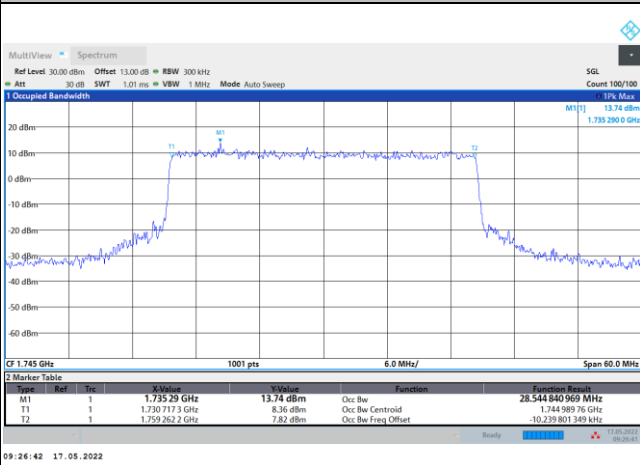 MultiView Spectrum
Ref Level 30.00 dBm Offset 13.00 dB RBW 300 kHz SGL
Att 30 dB SWT 1.01 ms VBW 1 MHz Mode Auto Sweep Count 100/100
1 Occupied Bandwidth 1Pk Max
M1[1] 13.74 dBm
1.735 290 0 GHz
20 dBm
M1
T1 T2
10 dBm
0 dBm
-10 dBm
-20 dBm
-30 dBm
-40 dBm
-50 dBm
-60 dBm
CF 1.745 GHz 1001 pts 6.0 MHz/ Span 60.0 MHz
2 Marker Table
Type Ref Trc X-Value Y-Value Function Function Result
M1 1 1.735 29 GHz 13.74 dBm Occ Bw 28.544 840 969 MHz
T1 1 1.730 717 3 GHz 8.36 dBm Occ Bw Centroid 1.744 989 76 GHz
T2 1 1.759 262 2 GHz 7.82 dBm Occ Bw Freq Offset -10.239 801 349 kHz
Ready 17.05.2022
09:26:41
09:26:42 17.05.2022